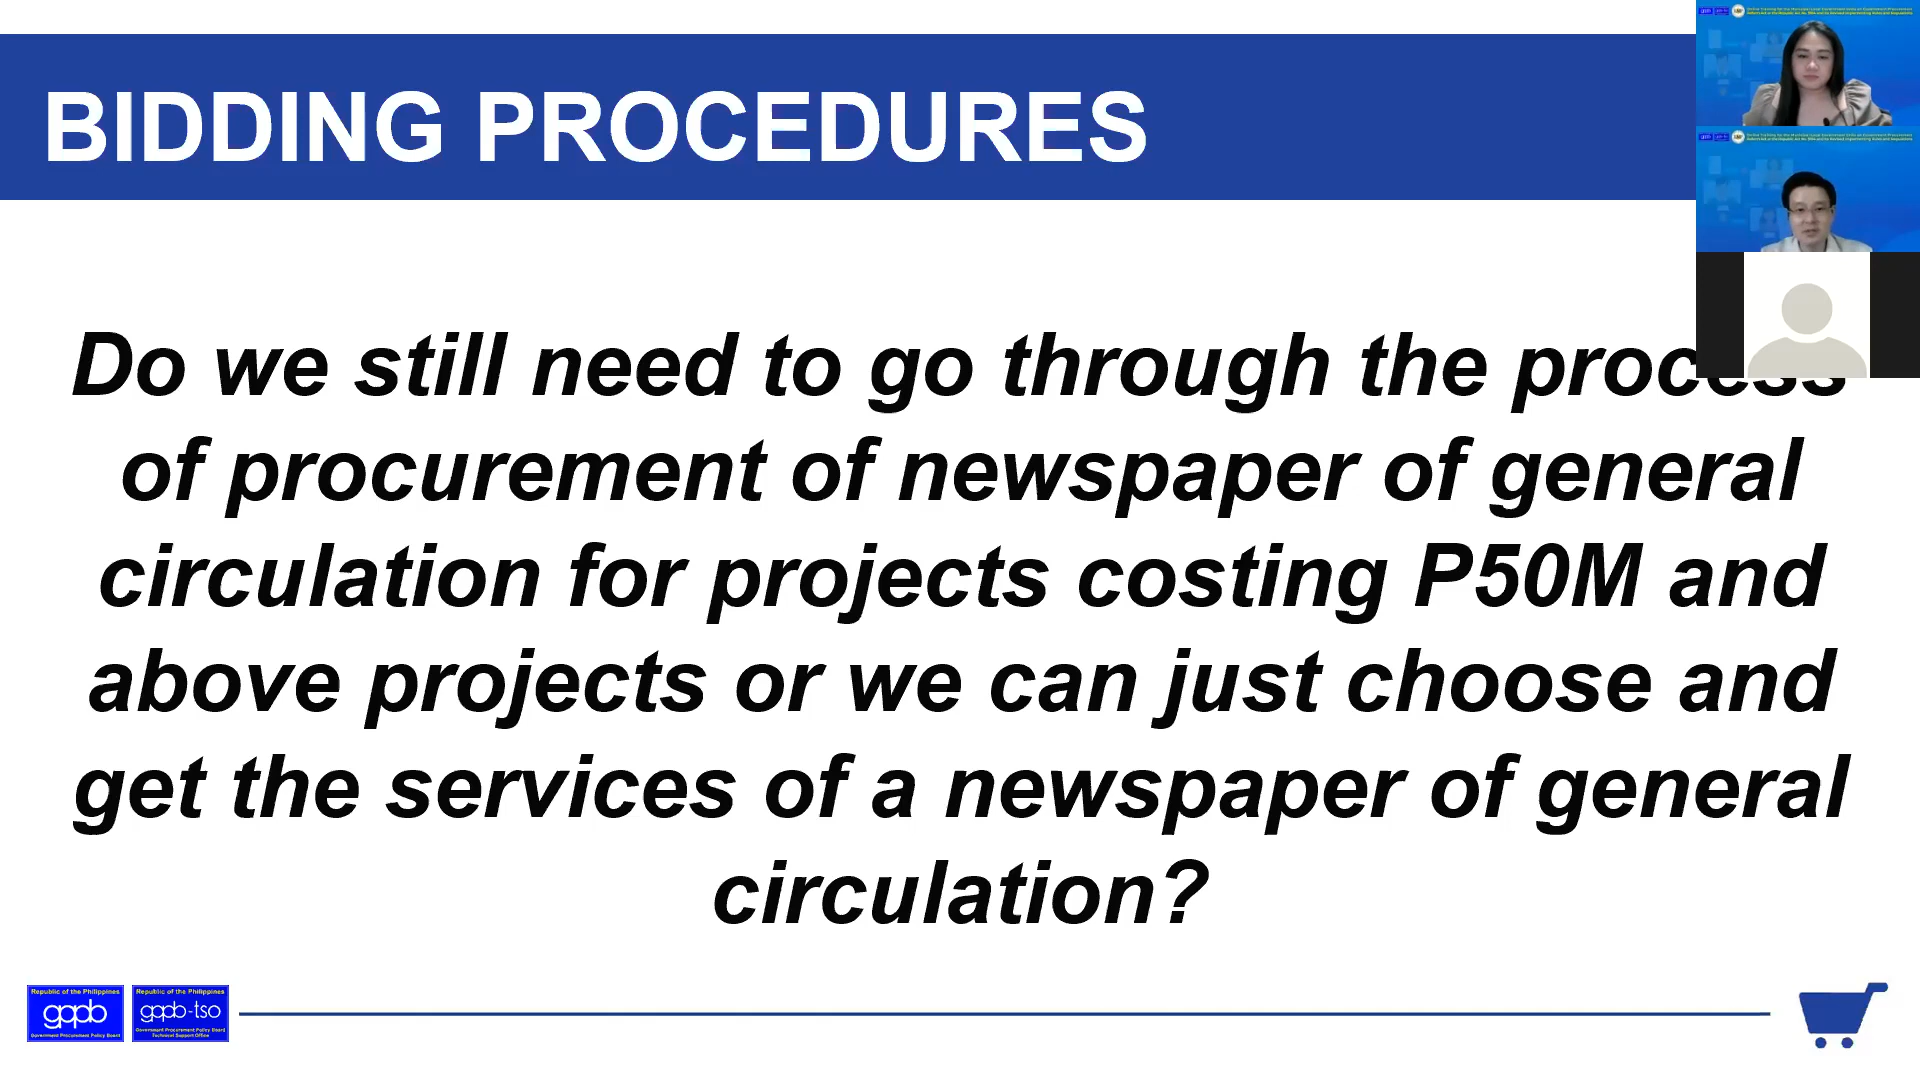 BIDDING PROCEDURES
Do we still need to go through the process
of procurement of newspaper of general
circulation for projects costing P50M and
above projects or we can just choose and
get the services of a newspaper of general
circulation?
Republic of the Philippines
gppb
Government Procurement Policy Board
Republic of the Philippines
gppb-tso
Government Procurement Policy Board
Technical Support Office